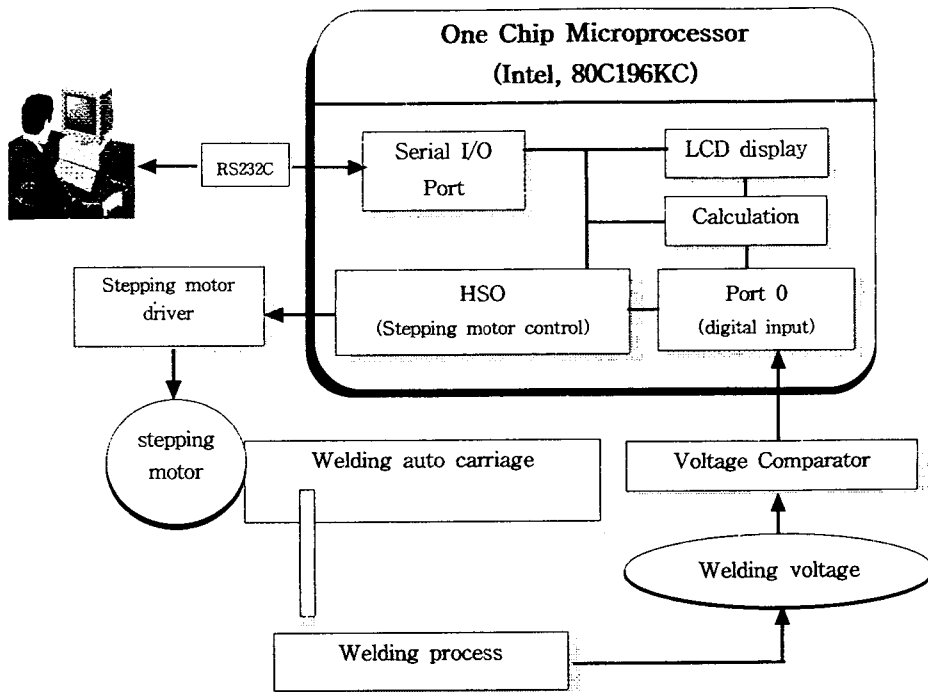 One Chip Microprocessor
(Intel, 80C196KC)
RS232C
Serial I/O
Port
LCD display
Calculation
Stepping motor
driver
HSO
(Stepping motor control)
Port 0
(digital input)
stepping
motor
Welding auto carriage
Voltage Comparator
Welding voltage
Welding process